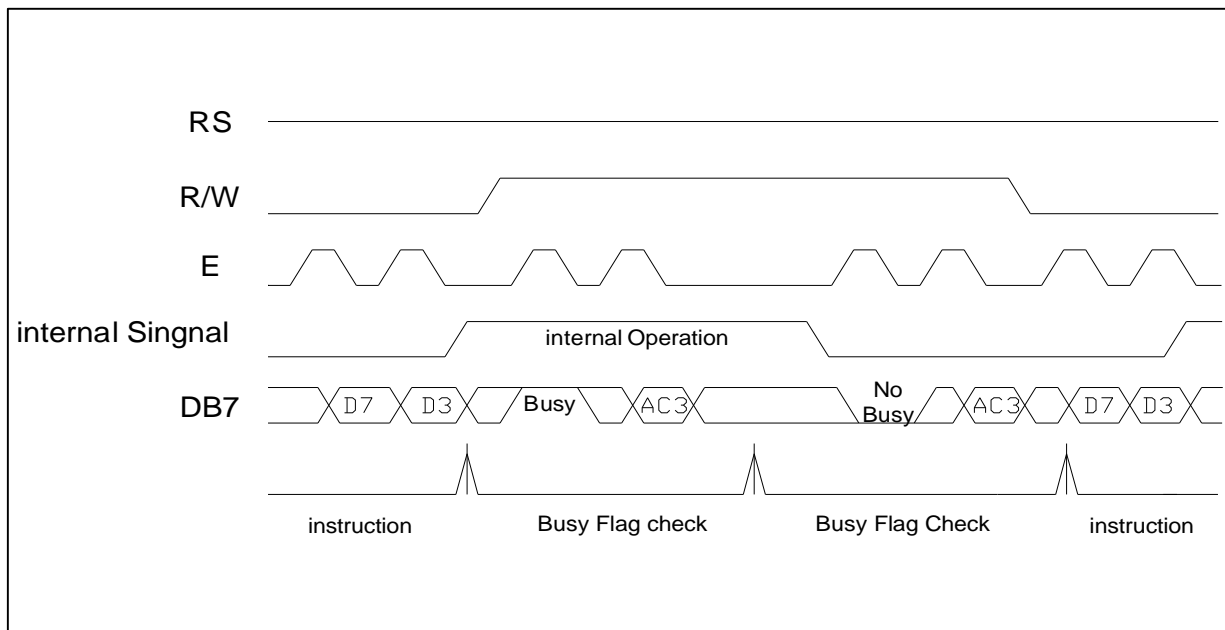 RS
R/W
E
internal Singnal
internal Operation
DB7
D7
D3
Busy
AC3
No
Busy
AC3
D7
D3
instruction
Busy Flag check
Busy Flag Check
instruction